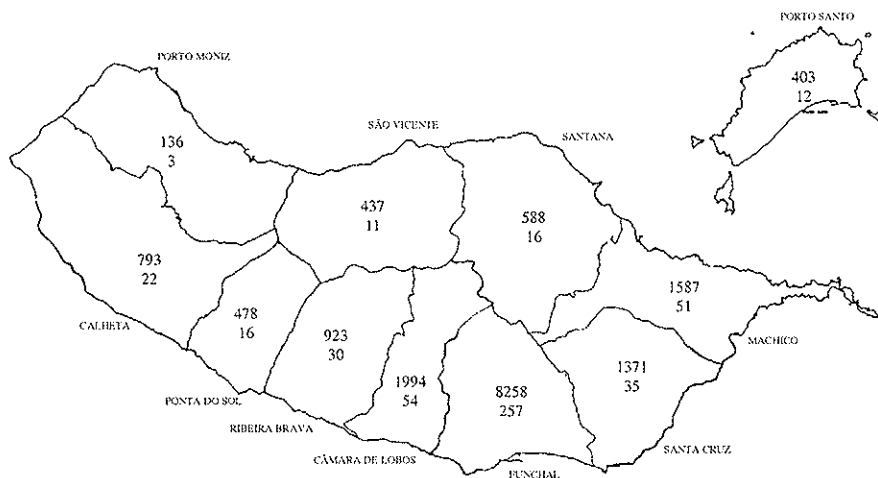 PORTO SANTO
403
12
PORTO MONIZ
136
3
SÃO VICENTE
437
11
SANTANA
588
16
793
22
CALHETA
478
16
PONTA DO SOL
923
30
RIBEIRA BRAVA
1994
54
CÂMARA DE LOBOS
8258
257
FUNCHAL
1371
35
SANTA CRUZ
1587
51
MACHICO